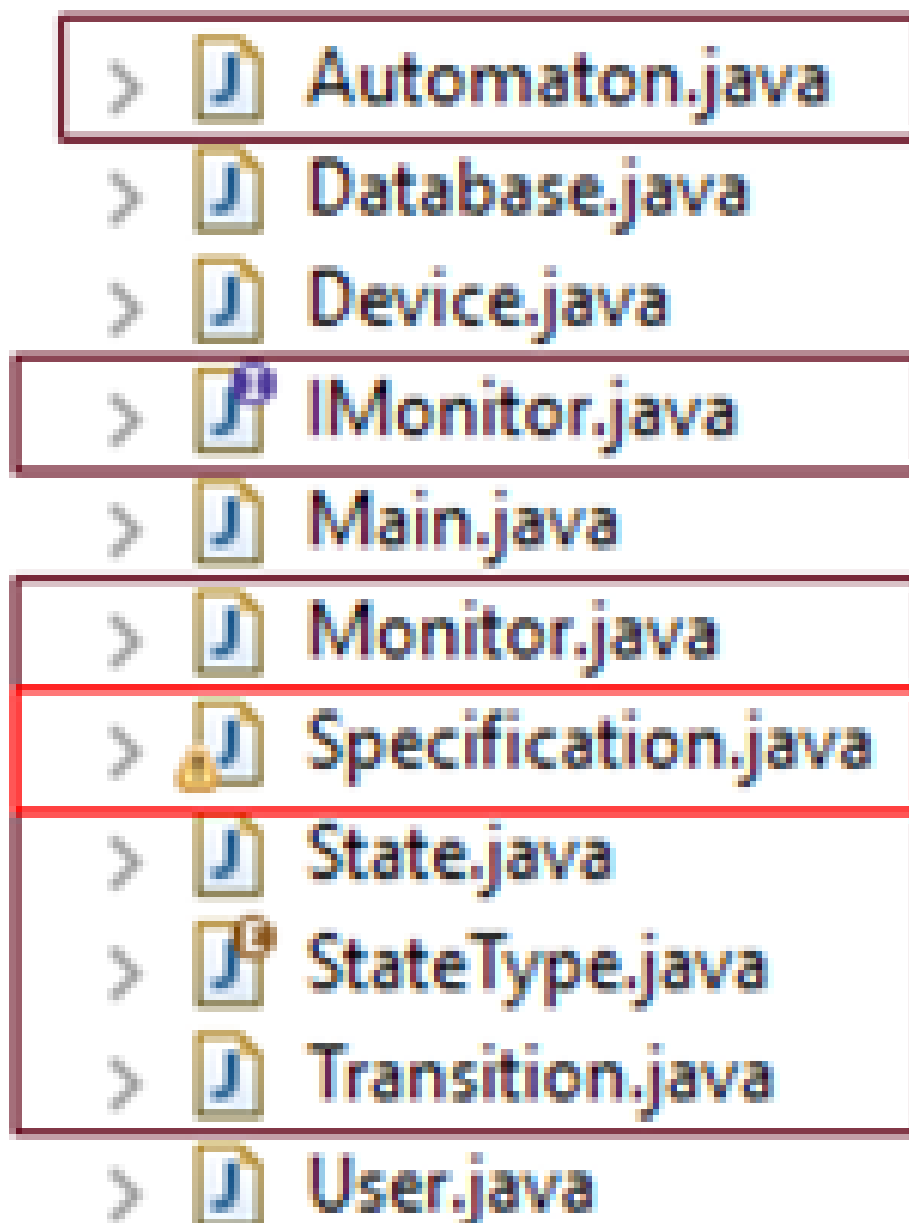 Automaton.java
Database.java
Device.java
IMonitor.java
Main.java
Monitor.java
Specification.java
State.java
StateType.java
Transition.java
User.java